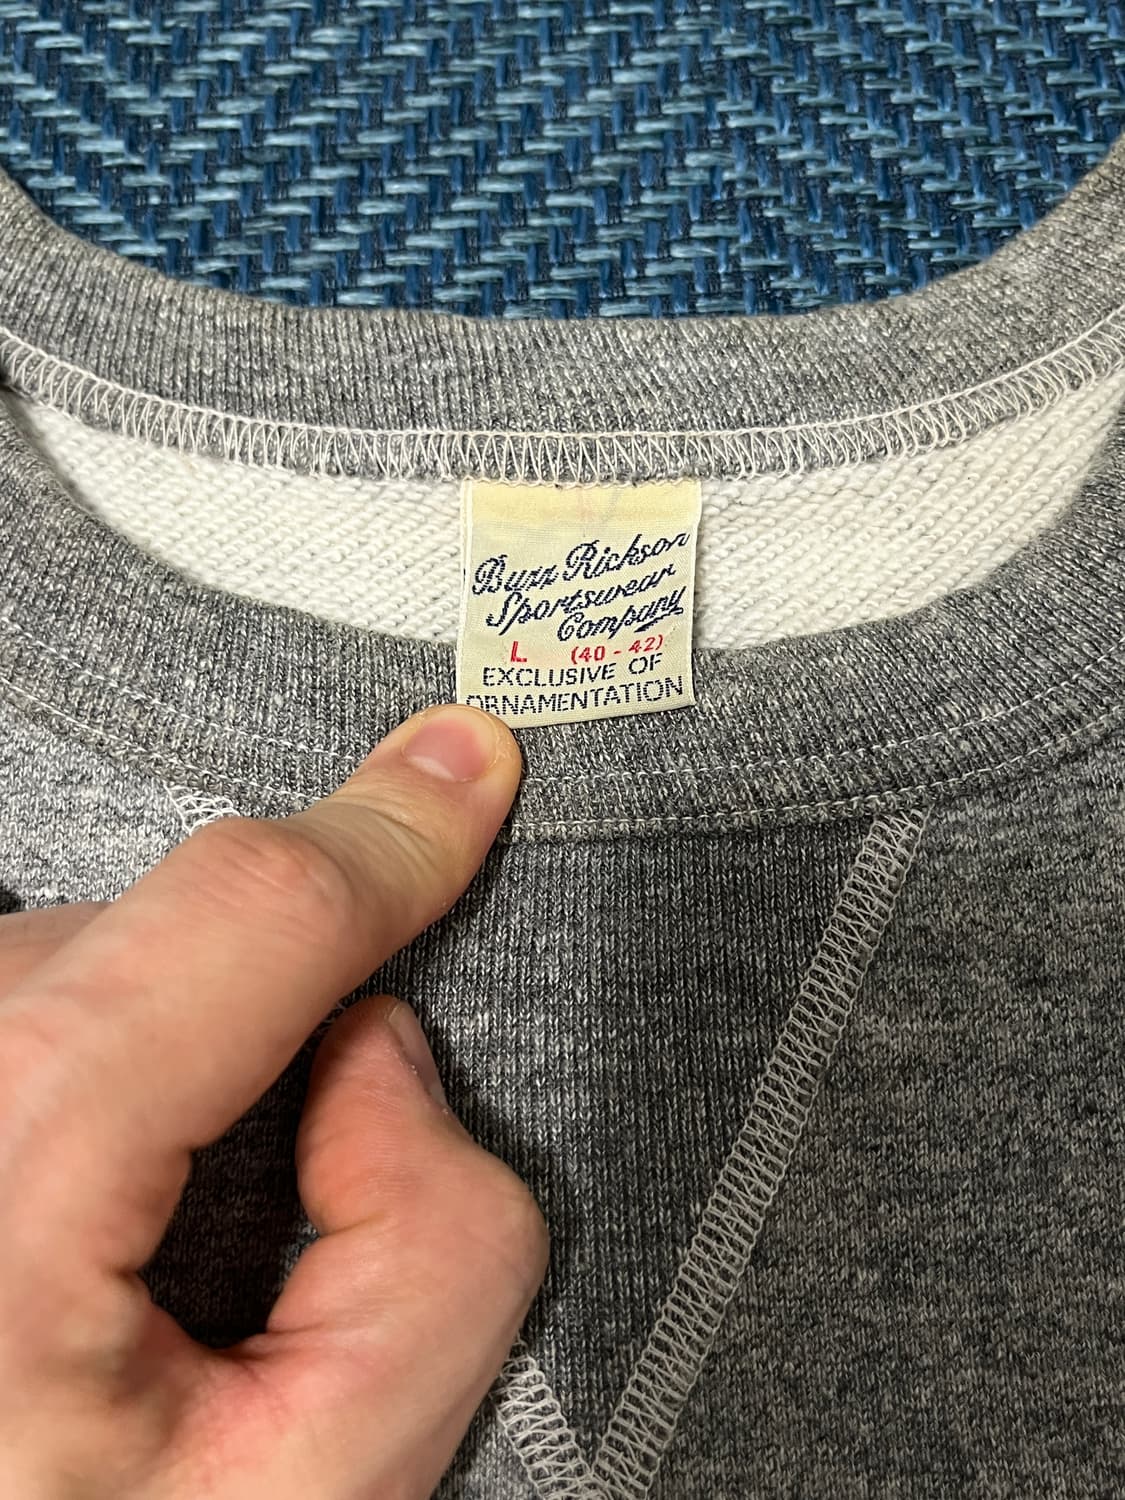 Buzz Rickson
Sportswear
Company
L (40 - 42)
EXCLUSIVE OF
ORNAMENTATION